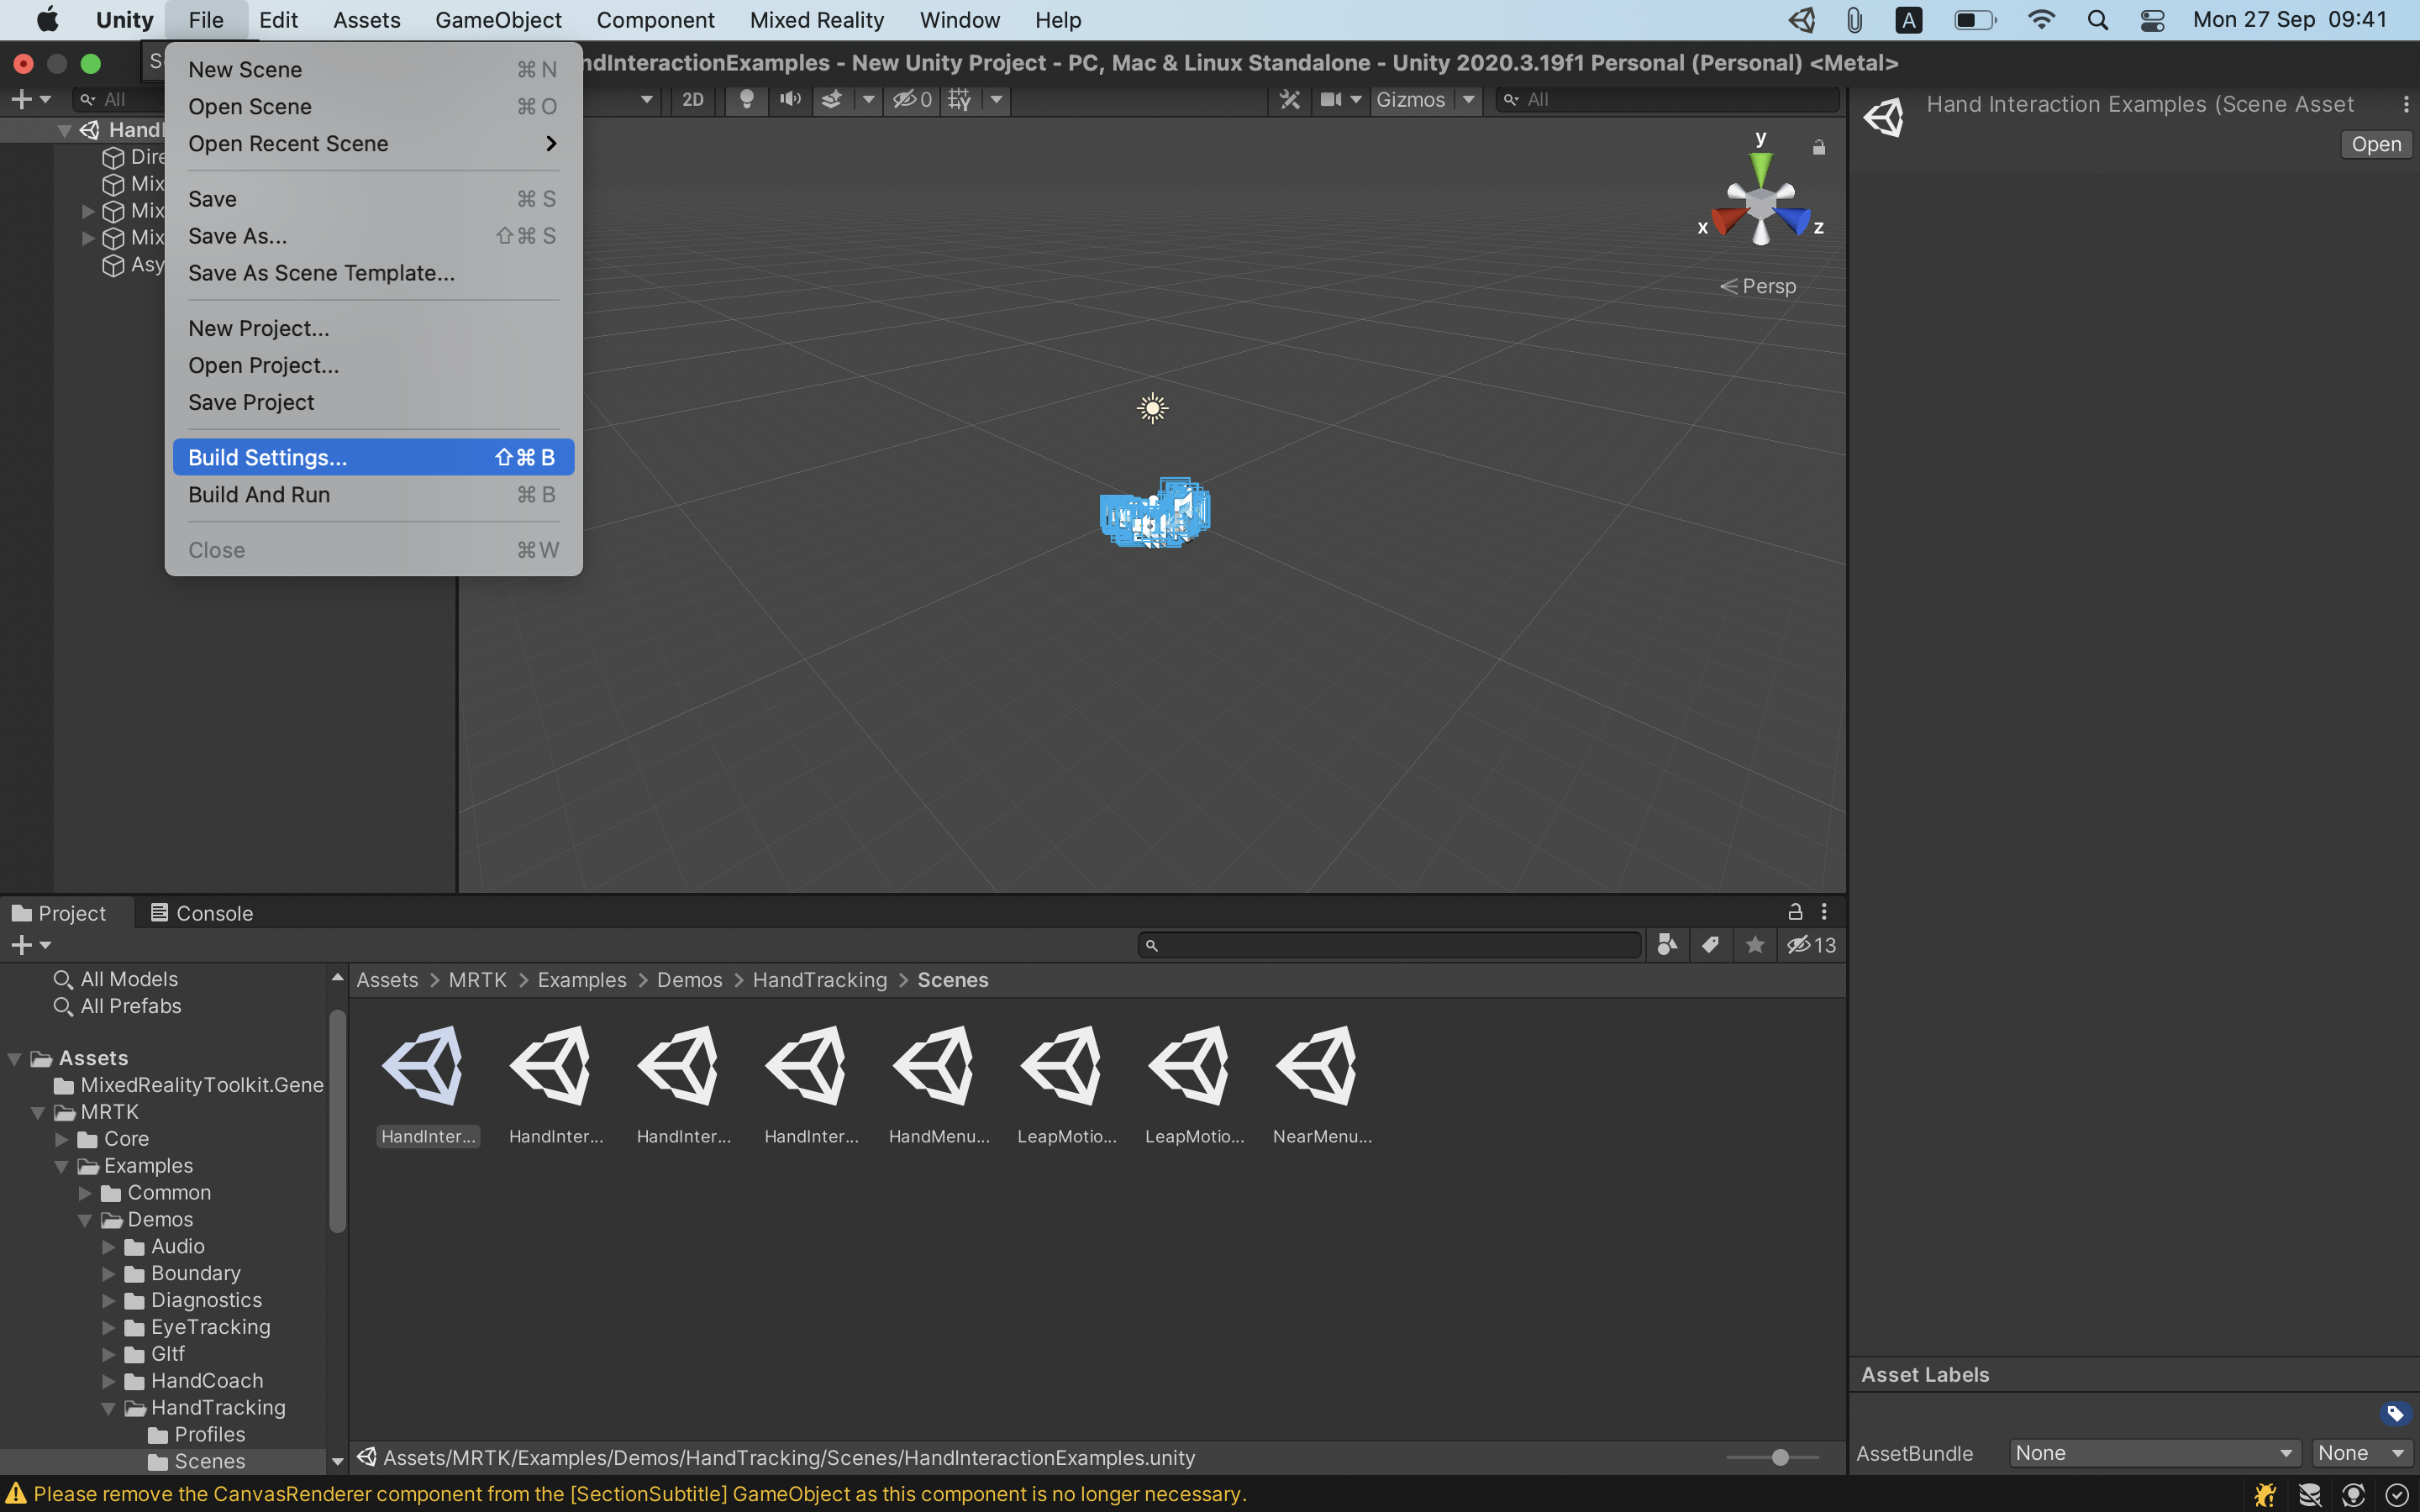 Unity File Edit Assets GameObject Component Mixed Reality Window Help A Mon 27 Sep 09:41
ndInteractionExamples - New Unity Project - PC, Mac & Linux Standalone - Unity 2020.3.19f1 Personal (Personal) <Metal>
New Scene ⌘ N
Open Scene ⌘ O
Open Recent Scene
Save ⌘ S
Save As... ⇧⌘ S
Save As Scene Template...
New Project...
Open Project...
Save Project
Build Settings... ⇧⌘ B
Build And Run ⌘ B
Close ⌘W
All
HandI
Dire
Mix
Mix
Mix
Asy
2D 0 Gizmos All
y
x z
Persp
Hand Interaction Examples (Scene Asset
Open
Project Console
13
All Models
All Prefabs
Assets
MixedRealityToolkit.Gene
MRTK
Core
Examples
Common
Demos
Audio
Boundary
Diagnostics
EyeTracking
Gltf
HandCoach
HandTracking
Profiles
Scenes
Assets > MRTK > Examples > Demos > HandTracking > Scenes
HandInter... HandInter... HandInter... HandInter... HandMenu... LeapMotio... LeapMotio... NearMenu...
Assets/MRTK/Examples/Demos/HandTracking/Scenes/HandInteractionExamples.unity
Asset Labels
AssetBundle None None
Please remove the CanvasRenderer component from the [SectionSubtitle] GameObject as this component is no longer necessary.